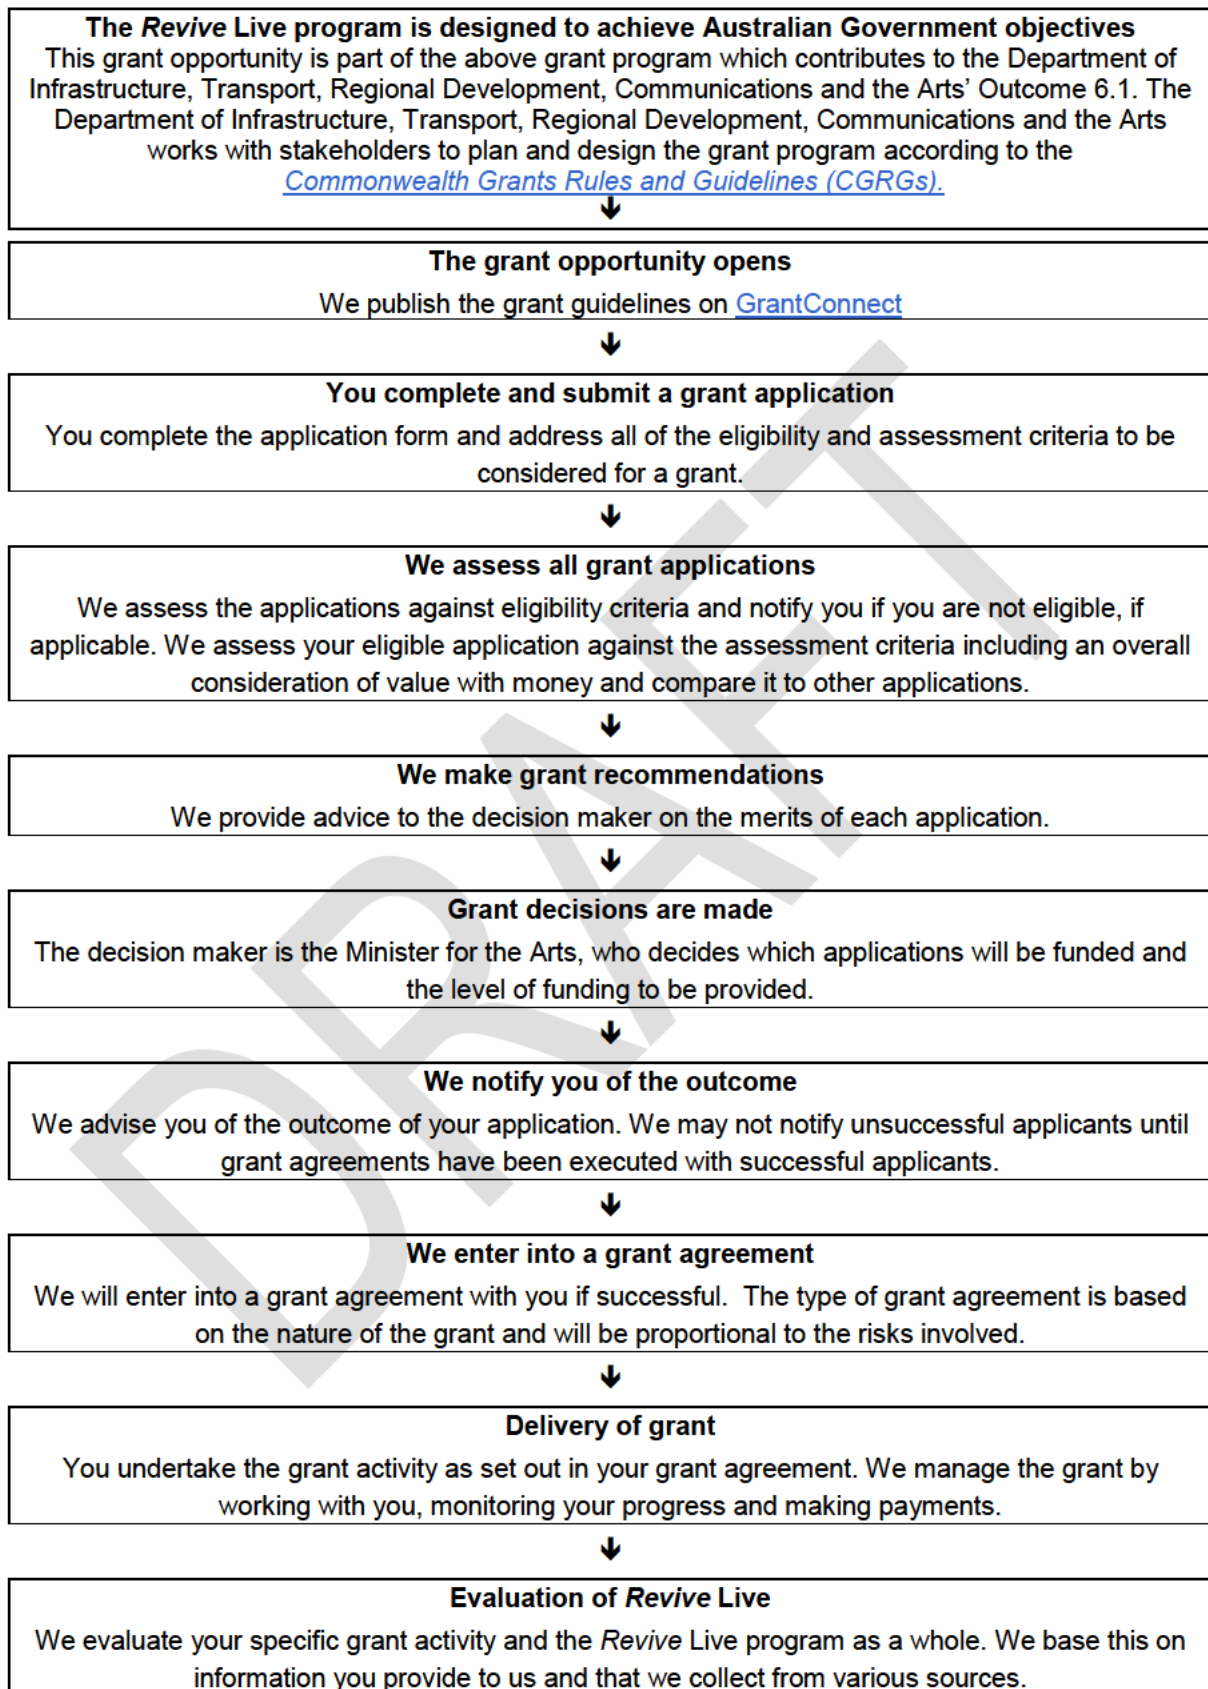 The Revive Live program is designed to achieve Australian Government objectives
This grant opportunity is part of the above grant program which contributes to the Department of
Infrastructure, Transport, Regional Development, Communications and the Arts' Outcome 6.1. The
Department of Infrastructure, Transport, Regional Development, Communications and the Arts
works with stakeholders to plan and design the grant program according to the
Commonwealth Grants Rules and Guidelines (CGRGs).
The grant opportunity opens
We publish the grant guidelines on GrantConnect
You complete and submit a grant application
You complete the application form and address all of the eligibility and assessment criteria to be
considered for a grant.
We assess all grant applications
We assess the applications against eligibility criteria and notify you if you are not eligible, if
applicable. We assess your eligible application against the assessment criteria including an overall
consideration of value with money and compare it to other applications.
We make grant recommendations
We provide advice to the decision maker on the merits of each application.
Grant decisions are made
The decision maker is the Minister for the Arts, who decides which applications will be funded and
the level of funding to be provided.
We notify you of the outcome
We advise you of the outcome of your application. We may not notify unsuccessful applicants until
grant agreements have been executed with successful applicants.
We enter into a grant agreement
We will enter into a grant agreement with you if successful.  The type of grant agreement is based
on the nature of the grant and will be proportional to the risks involved.
Delivery of grant
You undertake the grant activity as set out in your grant agreement. We manage the grant by
working with you, monitoring your progress and making payments.
Evaluation of Revive Live
We evaluate your specific grant activity and the Revive Live program as a whole. We base this on
information you provide to us and that we collect from various sources.
DRAFT